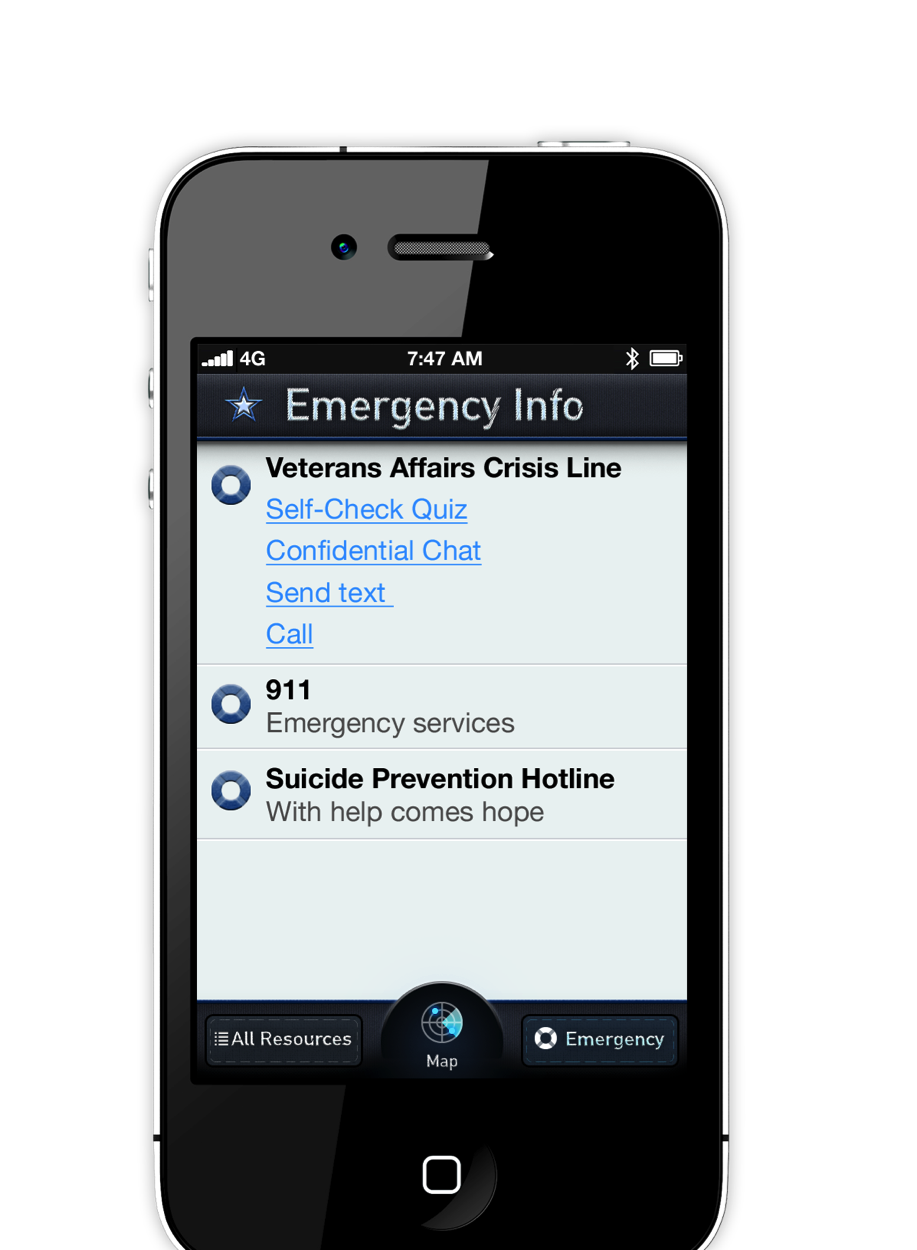 4G 7:47 AM
Emergency Info
Veterans Affairs Crisis Line
Self-Check Quiz
Confidential Chat
Send text
Call
911
Emergency services
Suicide Prevention Hotline
With help comes hope
All Resources
Map
Emergency